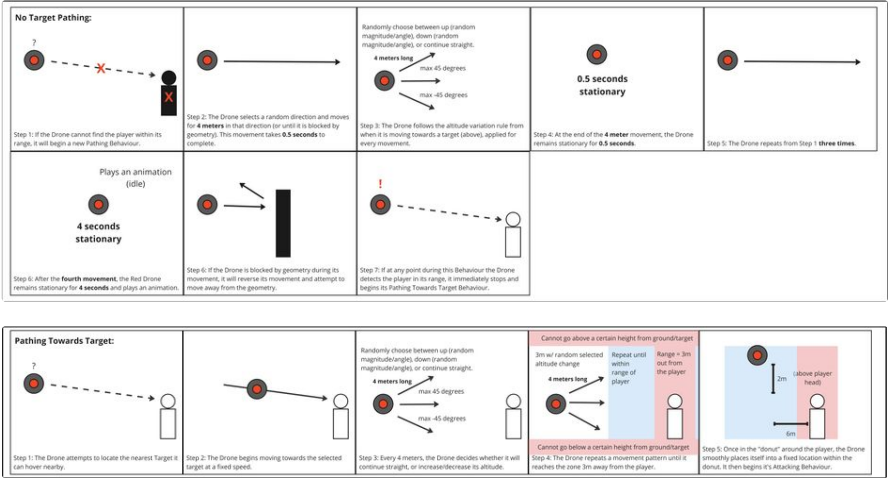 No Target Pathing:
?
X
X
Step 1: If the Drone cannot find the player within its
range, it will begin a new Pathing Behaviour.
Step 2: The Drone selects a random direction and moves
for 4 meters in that direction (or until it is blocked by
geometry). This movement takes 0.5 seconds to
complete.
Randomly choose between up (random
magnitude/angle), down (random
magnitude/angle), or continue straight.
4 meters long
max 45 degrees
max -45 degrees
Step 3: The Drone follows the altitude variation rule from
when it is moving towards a target (above), applied for
every movement.
0.5 seconds
stationary
Step 4: At the end of the 4 meter movement, the Drone
remains stationary for 0.5 seconds.
Step 5: The Drone repeats from Step 1 three times.
Plays an animation
(idle)
4 seconds
stationary
Step 6: After the fourth movement, the Red Drone
remains stationary for 4 seconds and plays an animation.
Step 6: If the Drone is blocked by geometry during its
movement, it will reverse its movement and attempt to
move away from the geometry.
!
Step 7: If at any point during this Behaviour the Drone
detects the player in its range, it immediately stops and
begins its Pathing Towards Target Behaviour.
Pathing Towards Target:
?
Step 1: The Drone attempts to locate the nearest Target it
can hover nearby.
Step 2: The Drone begins moving towards the selected
target at a fixed speed.
Randomly choose between up (random
magnitude/angle), down (random
magnitude/angle), or continue straight.
4 meters long
max 45 degrees
max -45 degrees
Step 3: Every 4 meters, the Drone decides whether it will
continue straight, or increase/decrease its altitude.
Cannot go above a certain height from ground/target
3m w/ random selected
altitude change
4 meters long
Repeat until
within
range of
player
Range = 3m
out from
the player
Cannot go below a certain height from ground/target
Step 4: The Drone repeats a movement pattern until it
reaches the zone 3m away from the player.
2m
(above player
head)
6m
Step 5: Once in the "donut" around the player, the Drone
smoothly places itself into a fixed location within the
donut. It then begins it's Attacking Behaviour.